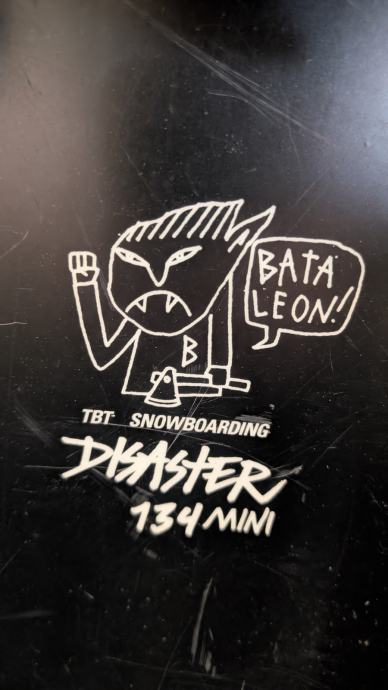 BATA
LEON!
B
TBT SNOWBOARDING
DISASTER
134 MINI